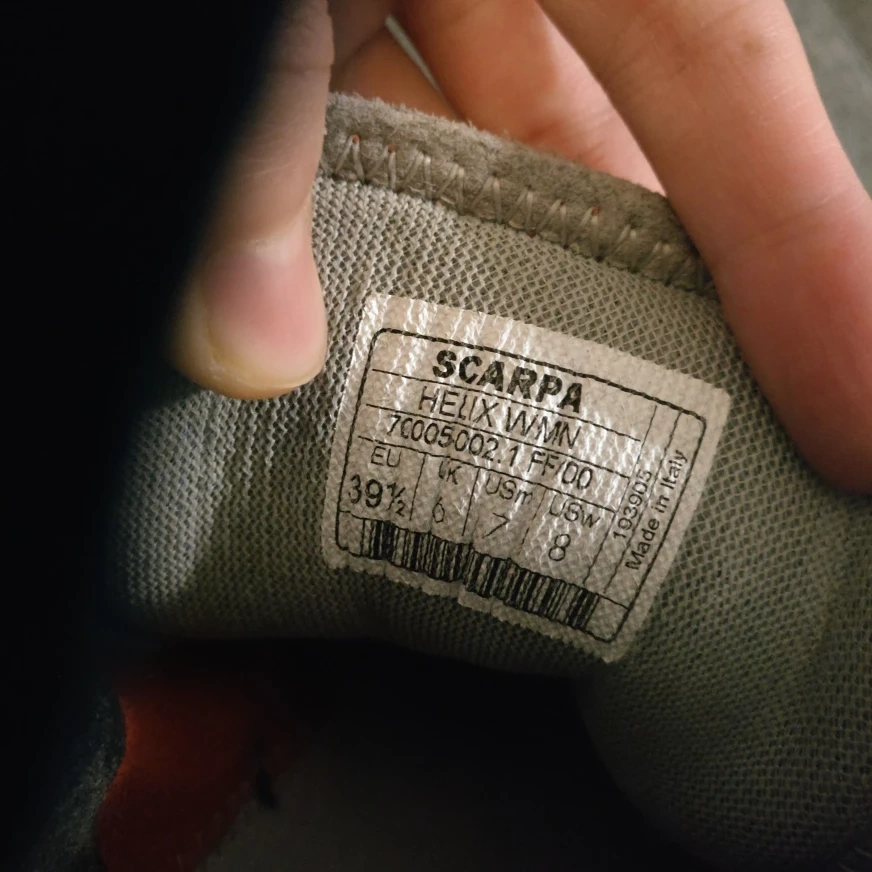 SCARPA
HELIX WMN
70005002.1 FF/00
EU UK USm USw
39½ 6 7 8
193905
Made in Italy